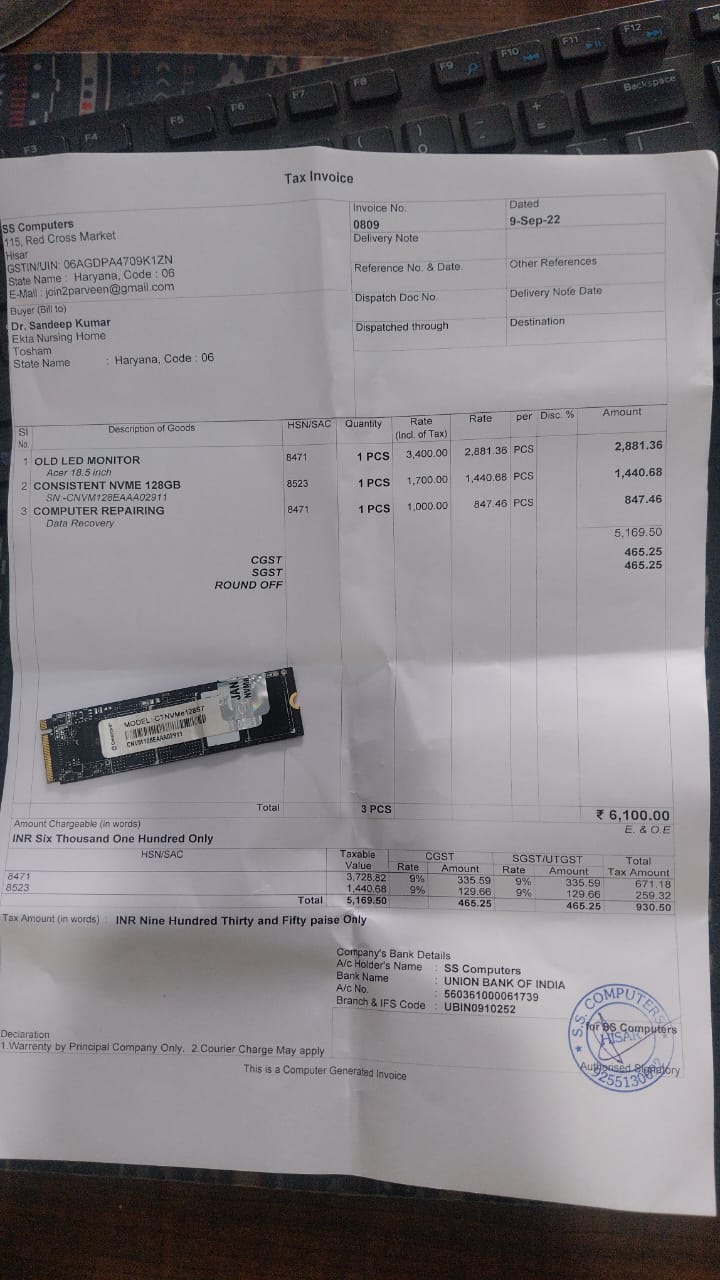 F3
F4
F5
F6
F7
F8
F9
F10
F11
F12
Backspace
Tax Invoice
SS Computers
115, Red Cross Market
Hisar
GSTIN/UIN: 06AGDPA4709K1ZN
State Name : Haryana, Code : 06
E-Mail : join2parveen@gmail.com
Invoice No.
0809
Dated
9-Sep-22
Delivery Note
Reference No. & Date.
Other References
Dispatch Doc No.
Delivery Note Date
Dispatched through
Destination
Buyer (Bill to)
Dr. Sandeep Kumar
Ekta Nursing Home
Tosham
State Name : Haryana, Code : 06
Sl No. Description of Goods HSN/SAC Quantity Rate (Incl. of Tax) Rate per Disc. % Amount
1 OLD LED MONITOR 8471 1 PCS 3,400.00 2,881.36 PCS 2,881.36
Acer 18.5 inch
2 CONSISTENT NVME 128GB 8523 1 PCS 1,700.00 1,440.68 PCS 1,440.68
SN:-CNVM128EAAA02911
3 COMPUTER REPAIRING 8471 1 PCS 1,000.00 847.46 PCS 847.46
Data Recovery
5,169.50
CGST 465.25
SGST 465.25
ROUND OFF
MODEL:-CTNVMe128S7
CNVM128EAAA02911
JAN
NVMe
Total 3 PCS ₹ 6,100.00
Amount Chargeable (in words) E. & O.E
INR Six Thousand One Hundred Only
HSN/SAC Taxable Value CGST SGST/UTGST Total Tax Amount
Rate Amount Rate Amount
8471 3,728.82 9% 335.59 9% 335.59 671.18
8523 1,440.68 9% 129.66 9% 129.66 259.32
Total 5,169.50 465.25 465.25 930.50
Tax Amount (in words) : INR Nine Hundred Thirty and Fifty paise Only
Company's Bank Details
A/c Holder's Name : SS Computers
Bank Name : UNION BANK OF INDIA
A/c No. : 560361000061739
Branch & IFS Code : UBIN0910252
Declaration
1.Warrenty by Principal Company Only. 2.Courier Charge May apply
for SS Computers
S.S. COMPUTERS
HISAR
Authorised Signatory
This is a Computer Generated Invoice